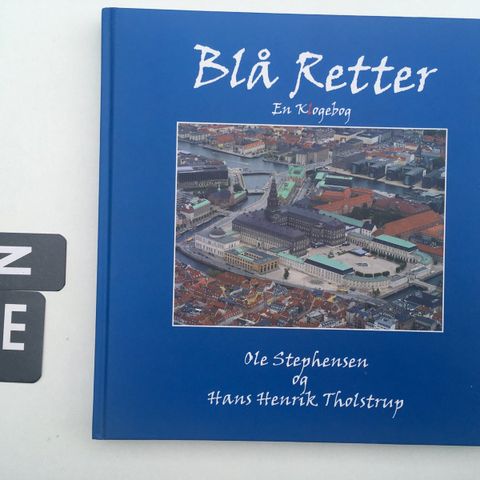 Blå Retter
En Klogebog
Ole Stephensen
og
Hans Henrik Tholstrup
N
E